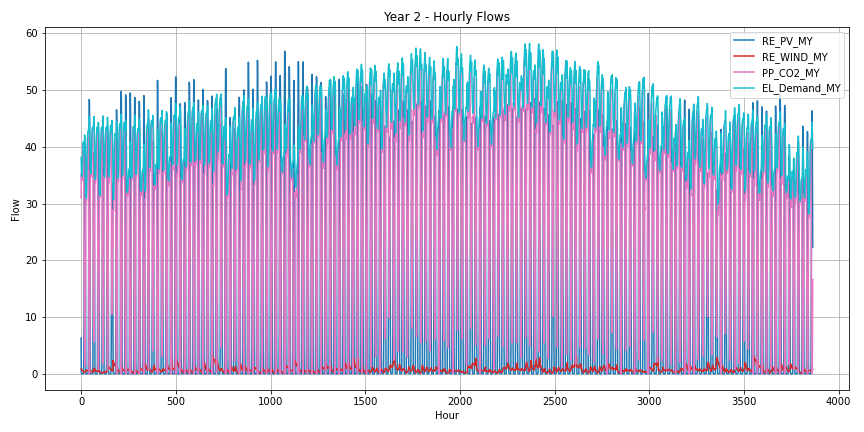 Year 2 - Hourly Flows
RE_PV_MY
RE_WIND_MY
PP_CO2_MY
EL_Demand_MY
60
50
40
30
20
10
0
Flow
0
500
1000
1500
2000
2500
3000
3500
4000
Hour